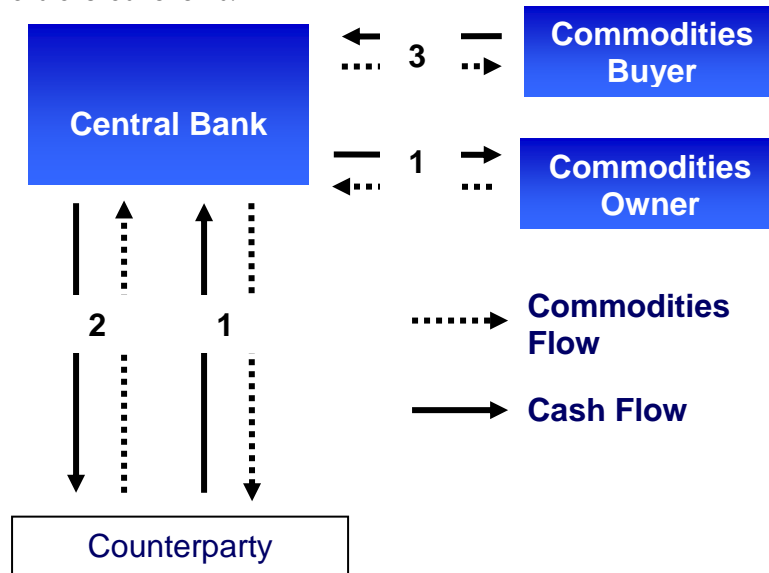 3
Commodities
Buyer
Central Bank
1
Commodities
Owner
2
1
Commodities
Flow
Cash Flow
Counterparty